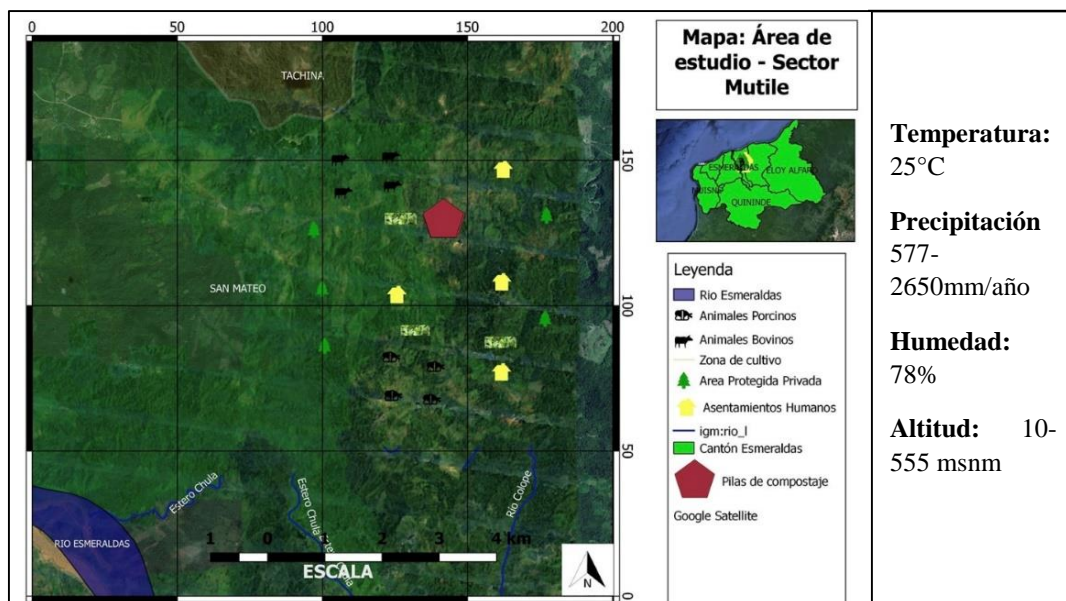 0 50 100 150 200
Mapa: Área de
estudio - Sector
Mutile
TACHINA
150
ESMERALDAS
ELOY ALFARO
MUISNE
QUININDE
Temperatura:
25°C
Precipitación
577-
2650mm/año
Humedad:
78%
Altitud: 10-
555 msnm
SAN MATEO
100
Leyenda
Rio Esmeraldas
Animales Porcinos
Animales Bovinos
Zona de cultivo
Area Protegida Privada
Asentamientos Humanos
igm:rio_l
Cantón Esmeraldas
Pilas de compostaje
Google Satellite
50
Estero Chula
Estero Chula
Rio Colope
RIO ESMERALDAS
1 0 1 2 3 4 km
ESCALA
N
0